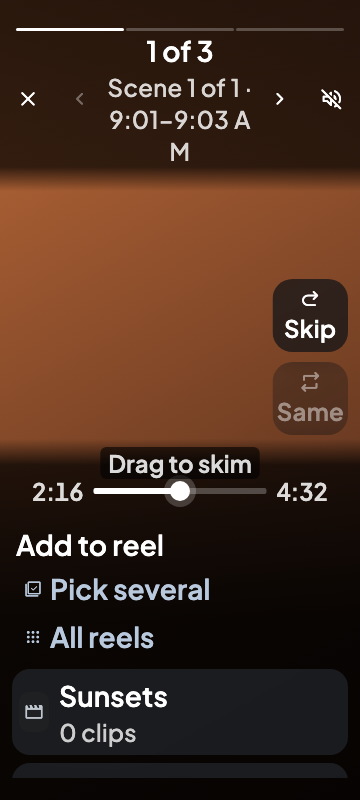 1 of 3
Scene 1 of 1 ·
9:01–9:03 A
M
Skip
Same
Drag to skim
2:16
4:32
Add to reel
Pick several
All reels
Sunsets
0 clips